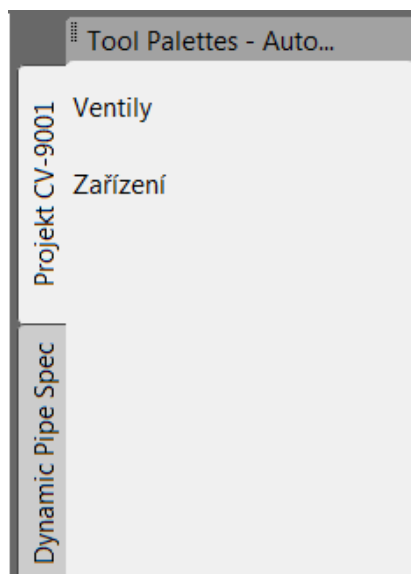 Tool Palettes - Auto...
Projekt CV-9001
Ventily
Zařízení
Dynamic Pipe Spec